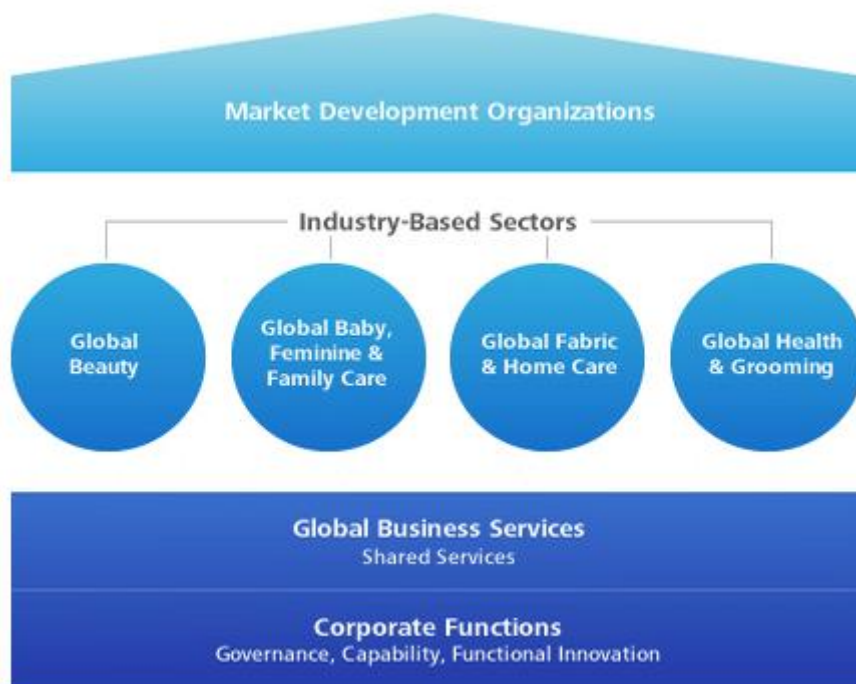 Market Development Organizations
Industry-Based Sectors
Global
Beauty
Global Baby,
Feminine &
Family Care
Global Fabric
& Home Care
Global Health
& Grooming
Global Business Services
Shared Services
Corporate Functions
Governance, Capability, Functional Innovation